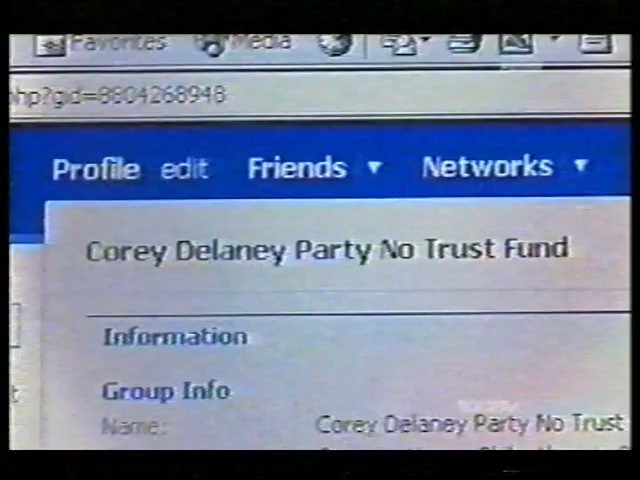 Favorites Media
hp?gid=8804268948
Profile edit Friends ▼ Networks ▼
Corey Delaney Party No Trust Fund
Information
Group Info
Name: Corey Delaney Party No Trust